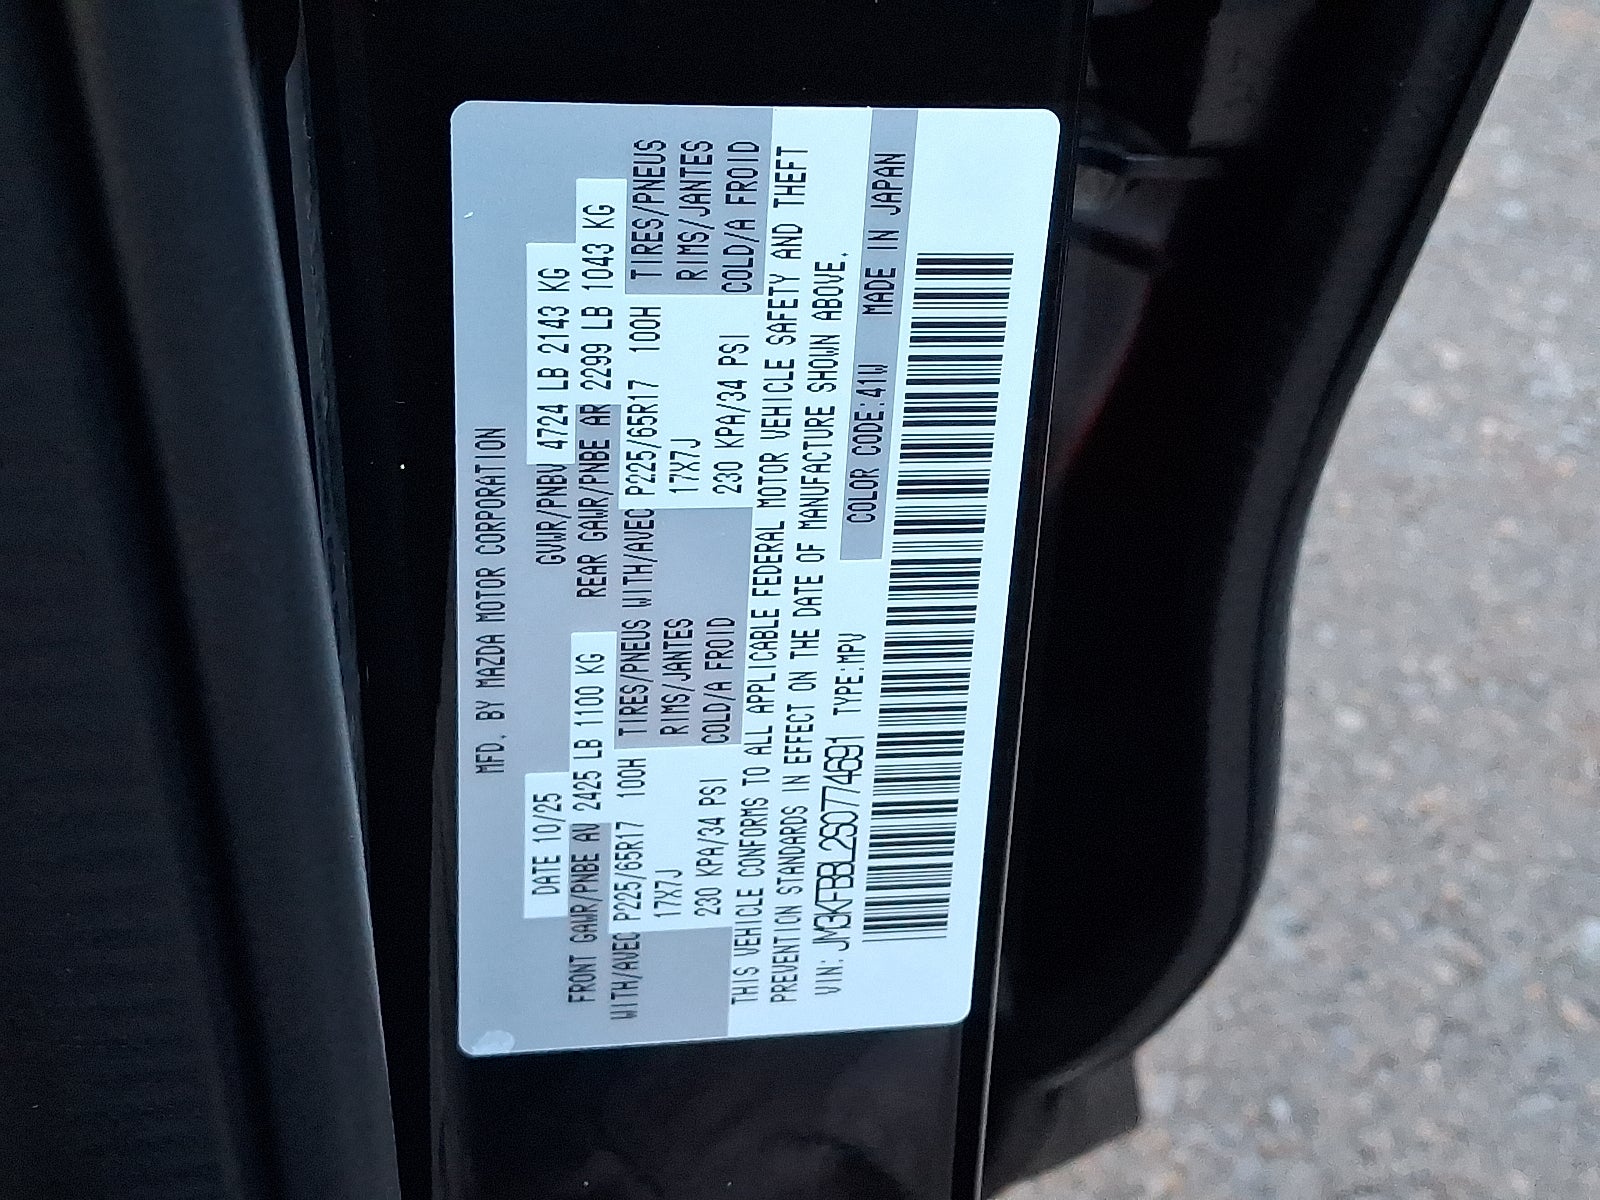 MFD. BY MAZDA MOTOR CORPORATION
DATE 10/25 GVWR/PNBV 4724 LB 2143 KG
FRONT GAWR/PNBE AV 2425 LB 1100 KG REAR GAWR/PNBE AR 2299 LB 1043 KG
WITH/AVEC P225/65R17 100H TIRES/PNEUS WITH/AVEC P225/65R17 100H TIRES/PNEUS
17X7J RIMS/JANTES 17X7J RIMS/JANTES
230 KPA/34 PSI COLD/A FROID 230 KPA/34 PSI COLD/A FROID
THIS VEHICLE CONFORMS TO ALL APPLICABLE FEDERAL MOTOR VEHICLE SAFETY AND THEFT
PREVENTION STANDARDS IN EFFECT ON THE DATE OF MANUFACTURE SHOWN ABOVE.
VIN: JM3KFBBL2S0774691 TYPE:MPV COLOR CODE:41W MADE IN JAPAN